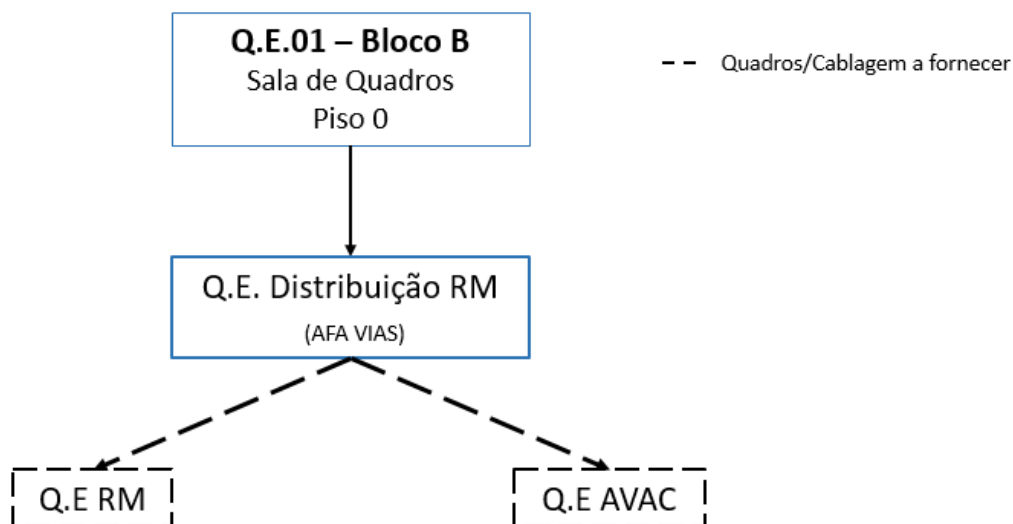 Q.E.01 – Bloco B
Sala de Quadros
Piso 0
Quadros/Cablagem a fornecer
Q.E. Distribuição RM
(AFA VIAS)
Q.E RM
Q.E AVAC